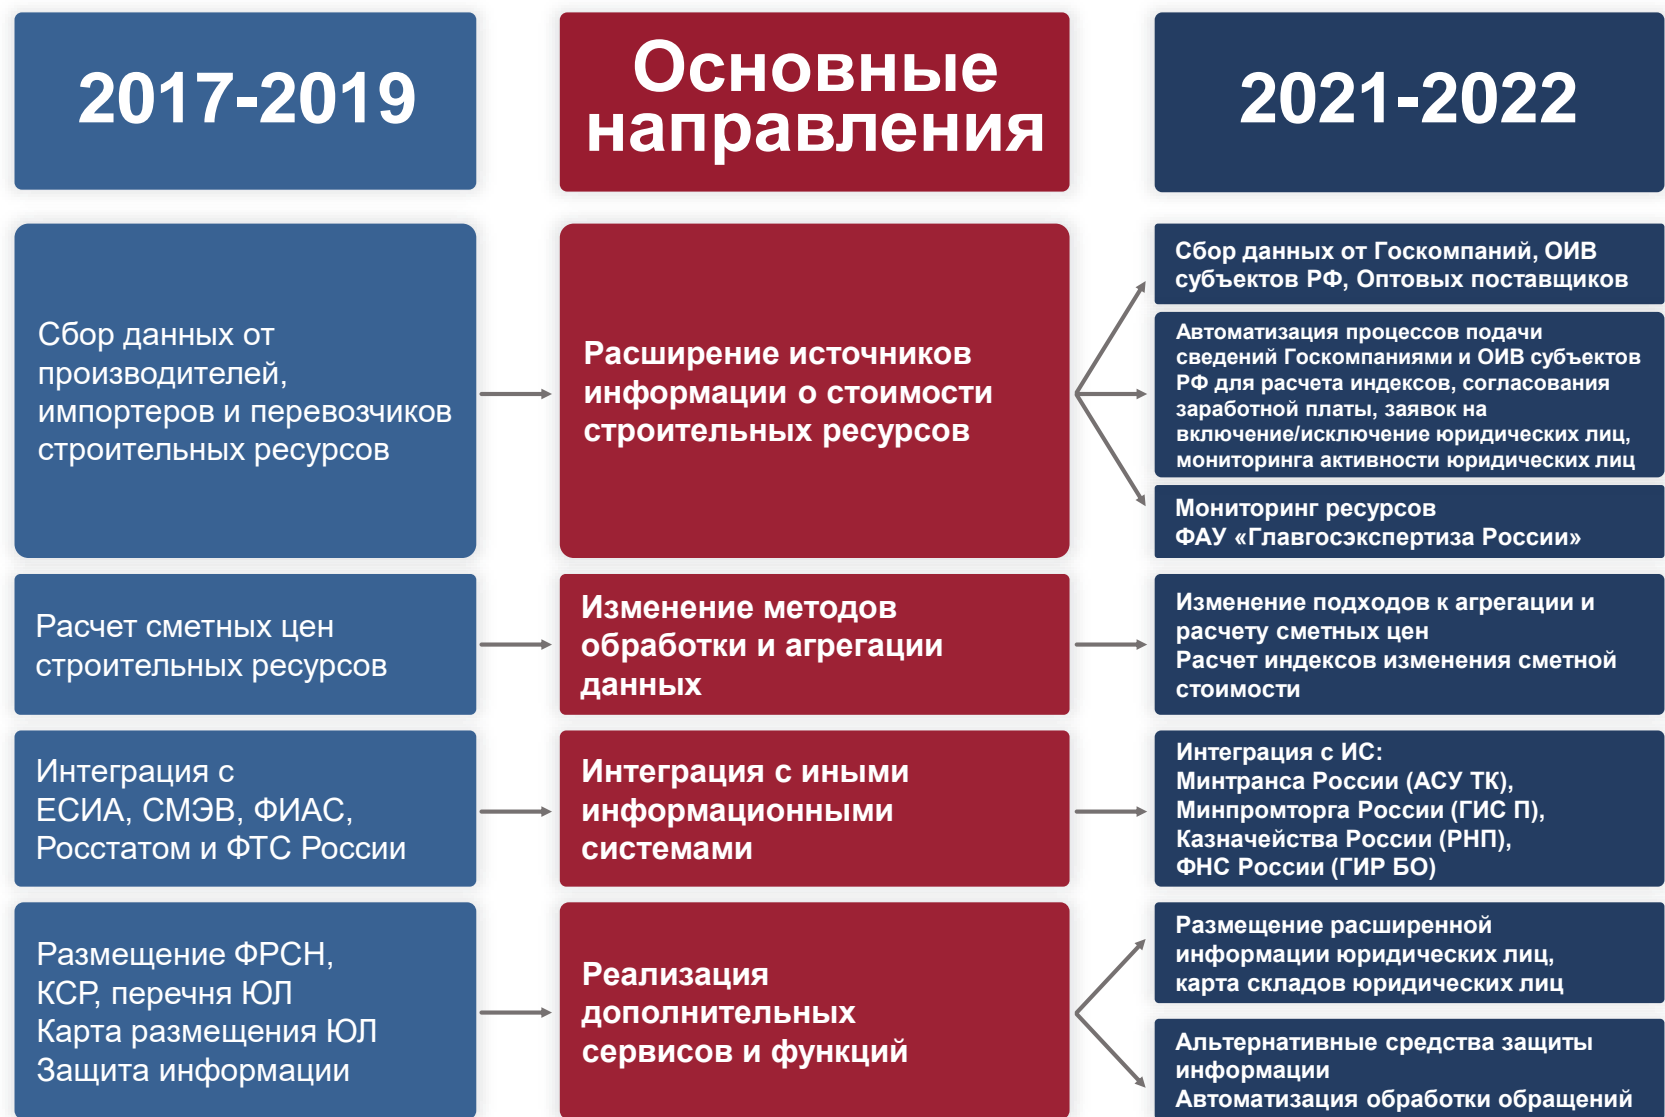 2017-2019
Основные
направления
2021-2022
Сбор данных от
производителей,
импортеров и перевозчиков
строительных ресурсов
Расширение источников
информации о стоимости
строительных ресурсов
Сбор данных от Госкомпаний, ОИВ
субъектов РФ, Оптовых поставщиков
Автоматизация процессов подачи
сведений Госкомпаниями и ОИВ субъектов
РФ для расчета индексов, согласования
заработной платы, заявок на
включение/исключение юридических лиц,
мониторинга активности юридических лиц
Мониторинг ресурсов
ФАУ «Главгосэкспертиза России»
Расчет сметных цен
строительных ресурсов
Изменение методов
обработки и агрегации
данных
Изменение подходов к агрегации и
расчету сметных цен
Расчет индексов изменения сметной
стоимости
Интеграция с
ЕСИА, СМЭВ, ФИАС,
Росстатом и ФТС России
Интеграция с иными
информационными
системами
Интеграция с ИС:
Минтранса России (АСУ ТК),
Минпромторга России (ГИС П),
Казначейства России (РНП),
ФНС России (ГИР БО)
Размещение ФРСН,
КСР, перечня ЮЛ
Карта размещения ЮЛ
Защита информации
Реализация
дополнительных
сервисов и функций
Размещение расширенной
информации юридических лиц,
карта складов юридических лиц
Альтернативные средства защиты
информации
Автоматизация обработки обращений